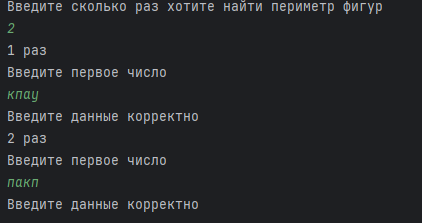 Введите сколько раз хотите найти периметр фигур
2
1 раз
Введите первое число
кпау
Введите данные корректно
2 раз
Введите первое число
пакп
Введите данные корректно